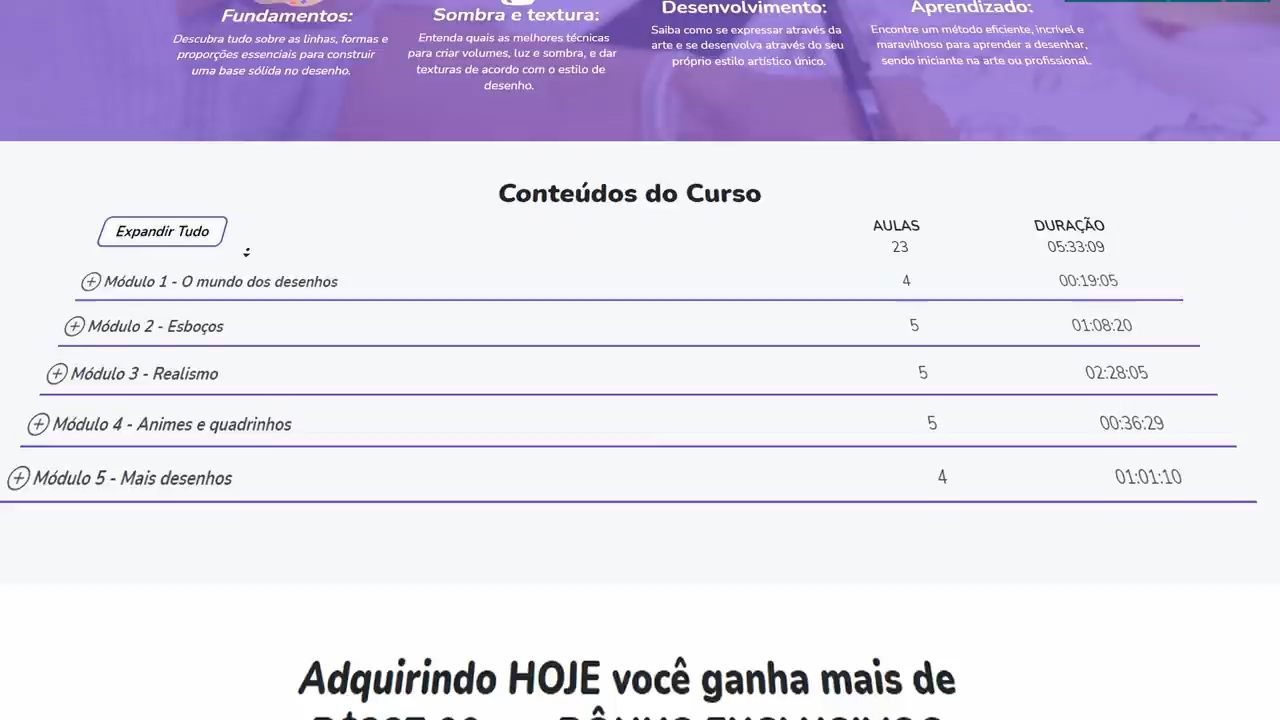 Fundamentos:
Descubra tudo sobre as linhas, formas e
proporções essenciais para construir
uma base sólida no desenho.
Sombra e textura:
Entenda quais as melhores técnicas
para criar volumes, luz e sombra, e dar
texturas de acordo com o estilo de
desenho.
Desenvolvimento:
Saiba como se expressar através da
arte e se desenvolva através do seu
próprio estilo artístico único.
Aprendizado:
Encontre um método eficiente, incrível e
maravilhoso para aprender a desenhar,
sendo iniciante na arte ou profissional.
Conteúdos do Curso
Expandir Tudo
AULAS DURAÇÃO
23 05:33:09
Módulo 1 - O mundo dos desenhos 4 00:19:05
Módulo 2 - Esboços 5 01:08:20
Módulo 3 - Realismo 5 02:28:05
Módulo 4 - Animes e quadrinhos 5 00:36:29
Módulo 5 - Mais desenhos 4 01:01:10
Adquirindo HOJE você ganha mais de